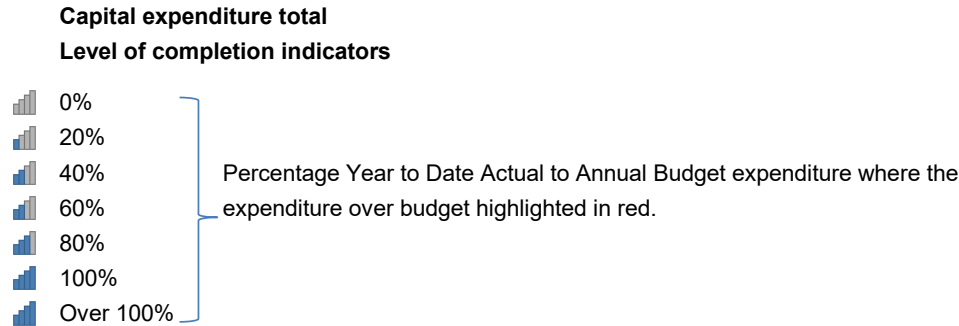 Capital expenditure total
Level of completion indicators
0%
20%
40%
60%
80%
100%
Over 100%
Percentage Year to Date Actual to Annual Budget expenditure where the
expenditure over budget highlighted in red.